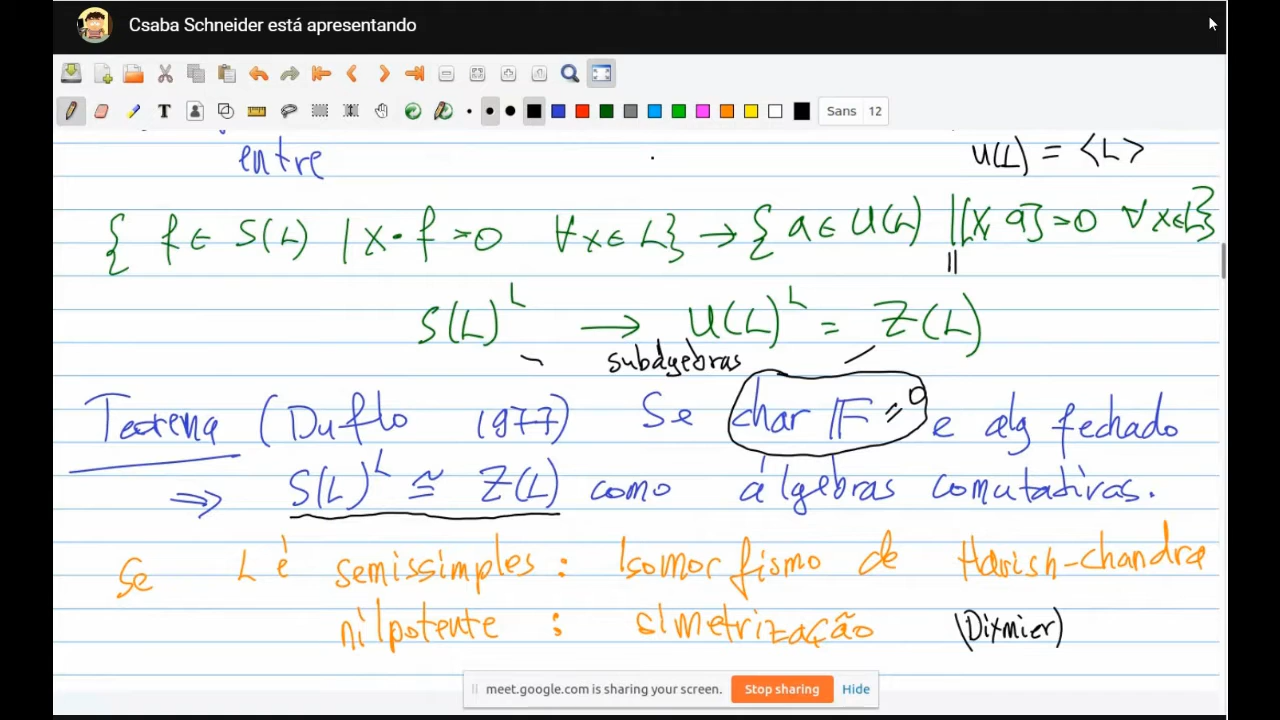 Csaba Schneider está apresentando
Sans 12
entre
U(L) = <L>
{ f ∈ S(L) | x · f = 0 ∀x ∈ L} → { a ∈ U(L) | [x, a] = 0 ∀x∈L}
||
S(L)^L → U(L)^L = Z(L)
subálgebras
Teorema (Duflo 1977) Se char F = 0 e alg fechado
⇒ S(L)^L ≅ Z(L) como álgebras comutativas.
Se L é semissimples : Isomorfismo de Harish-chandra
nilpotente : simetrização (Dixmier)
meet.google.com is sharing your screen. Stop sharing Hide